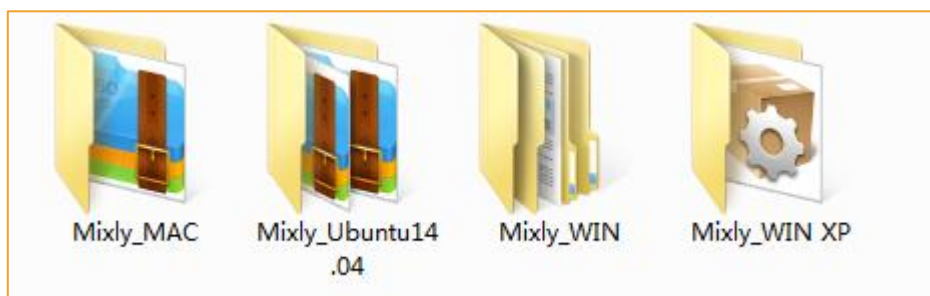 Mixly_MAC
Mixly_Ubuntu14
.04
Mixly_WIN
Mixly_WIN XP